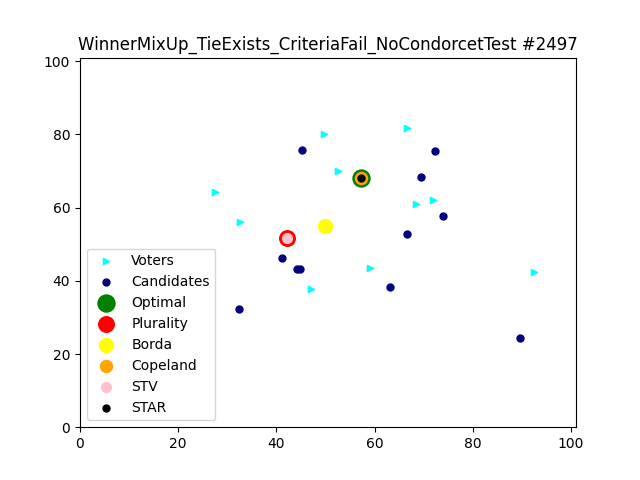 WinnerMixUp_TieExists_CriteriaFail_NoCondorcetTest #2497
100
80
60
40
20
0
Voters
Candidates
Optimal
Plurality
Borda
Copeland
STV
STAR
0 20 40 60 80 100